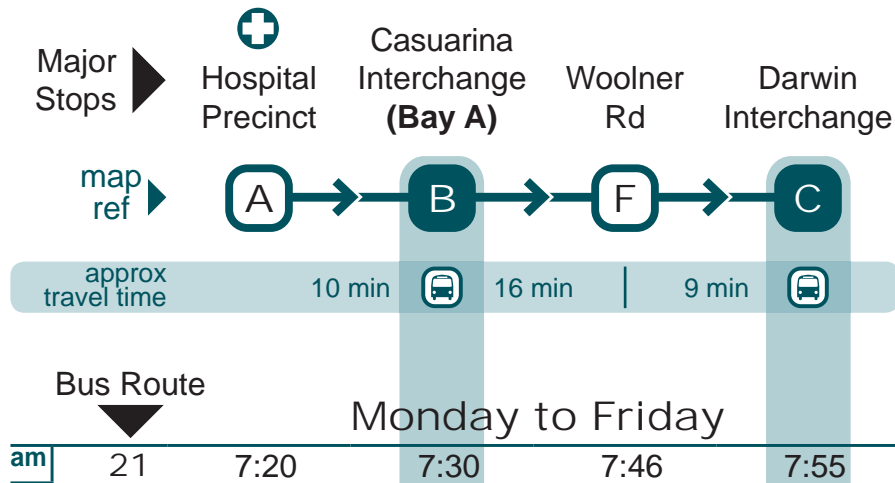 Major
Stops
Hospital
Precinct
Casuarina
Interchange
(Bay A)
Woolner
Rd
Darwin
Interchange
map
ref
A
B
F
C
approx
travel time
10 min
16 min
9 min
Bus Route
Monday to Friday
am 21 7:20 7:30 7:46 7:55